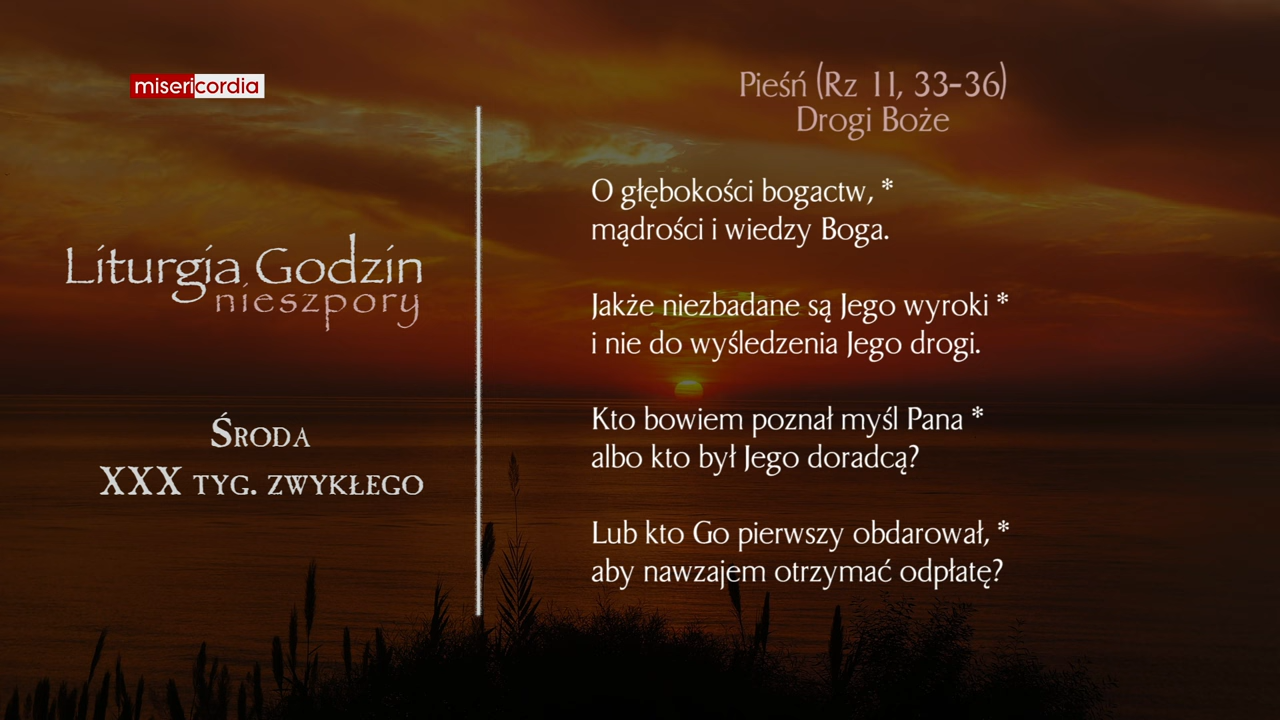 misericordia
Liturgia Godzin
nieszpory
Środa
XXX tyg. zwykłego
Pieśń (Rz 11, 33-36)
Drogi Boże
O głębokości bogactw, *
mądrości i wiedzy Boga.
Jakże niezbadane są Jego wyroki *
i nie do wyśledzenia Jego drogi.
Kto bowiem poznał myśl Pana *
albo kto był Jego doradcą?
Lub kto Go pierwszy obdarował, *
aby nawzajem otrzymać odpłatę?